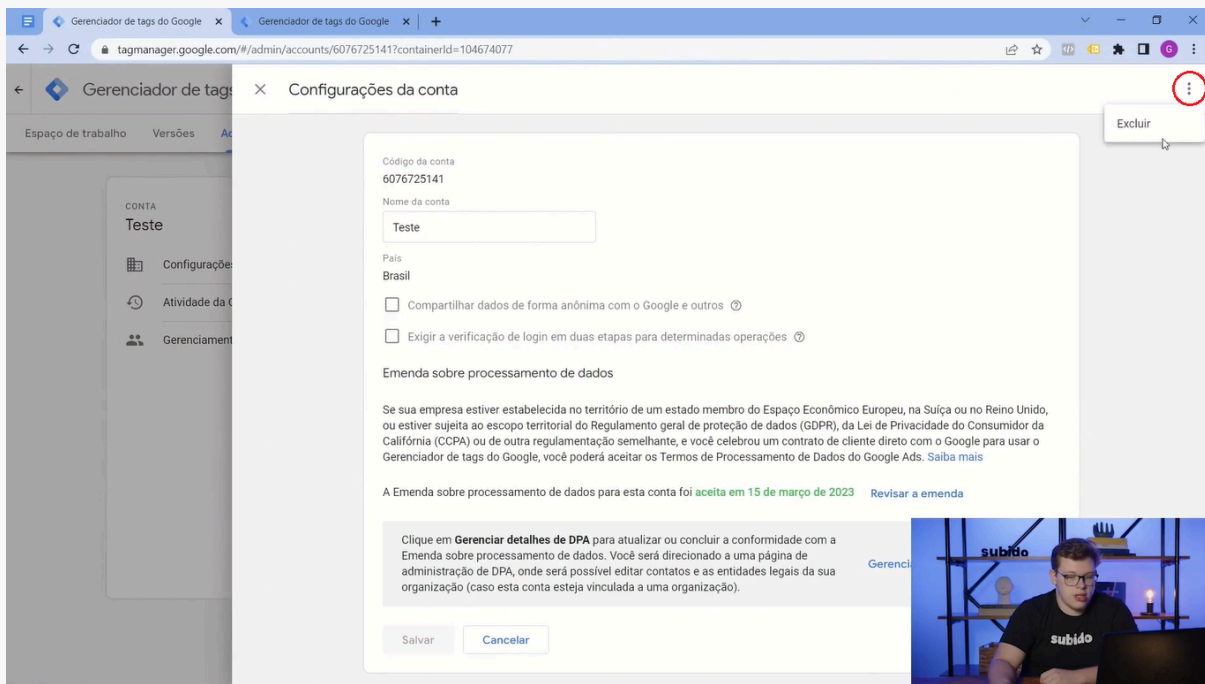 Gerenciador de tags do Google
Gerenciador de tags do Google
tagmanager.google.com/#/admin/accounts/6076725141?containerId=104674077
G
Gerenciador de tags
Configurações da conta
Excluir
Espaço de trabalho Versões
CONTA
Teste
Configurações
Atividade da
Gerenciament
Código da conta
6076725141
Nome da conta
Teste
País
Brasil
Compartilhar dados de forma anônima com o Google e outros
Exigir a verificação de login em duas etapas para determinadas operações
Emenda sobre processamento de dados
Se sua empresa estiver estabelecida no território de um estado membro do Espaço Econômico Europeu, na Suíça ou no Reino Unido,
ou estiver sujeita ao escopo territorial do Regulamento geral de proteção de dados (GDPR), da Lei de Privacidade do Consumidor da
Califórnia (CCPA) ou de outra regulamentação semelhante, e você celebrou um contrato de cliente direto com o Google para usar o
Gerenciador de tags do Google, você poderá aceitar os Termos de Processamento de Dados do Google Ads. Saiba mais
A Emenda sobre processamento de dados para esta conta foi aceita em 15 de março de 2023 Revisar a emenda
Clique em Gerenciar detalhes de DPA para atualizar ou concluir a conformidade com a
Emenda sobre processamento de dados. Você será direcionado a uma página de
administração de DPA, onde será possível editar contatos e as entidades legais da sua
organização (caso esta conta esteja vinculada a uma organização).
Gerenci
Salvar Cancelar
subido
subido